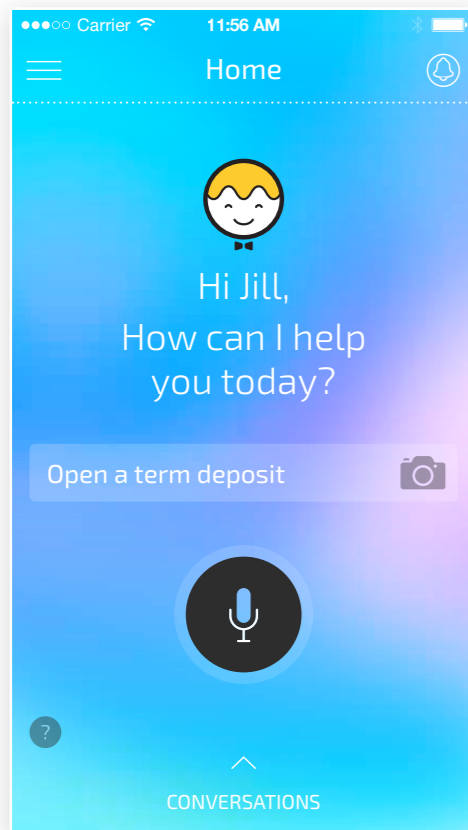 Carrier 11:56 AM
Home
Hi Jill,
How can I help
you today?
Open a term deposit
?
CONVERSATIONS